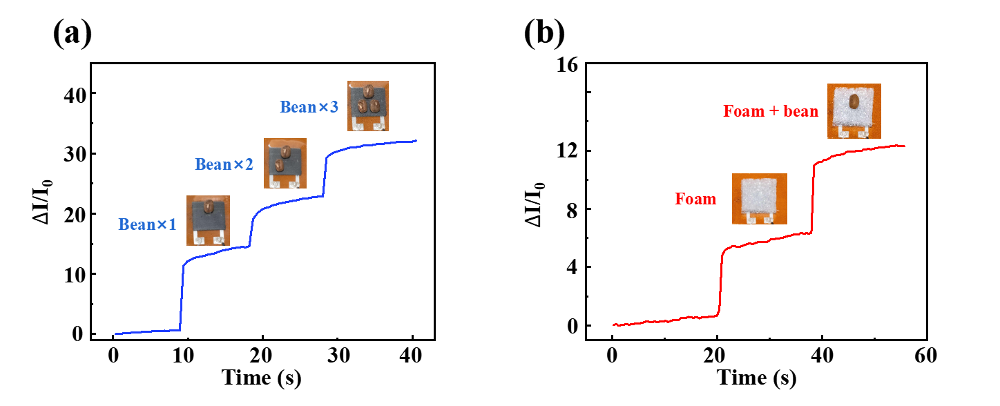 (a)
40
30
20
10
0
ΔI/I0
Bean×1
Bean×2
Bean×3
0 10 20 30 40
Time (s)
(b)
16
12
8
4
0
ΔI/I0
Foam
Foam + bean
0 20 40 60
Time (s)